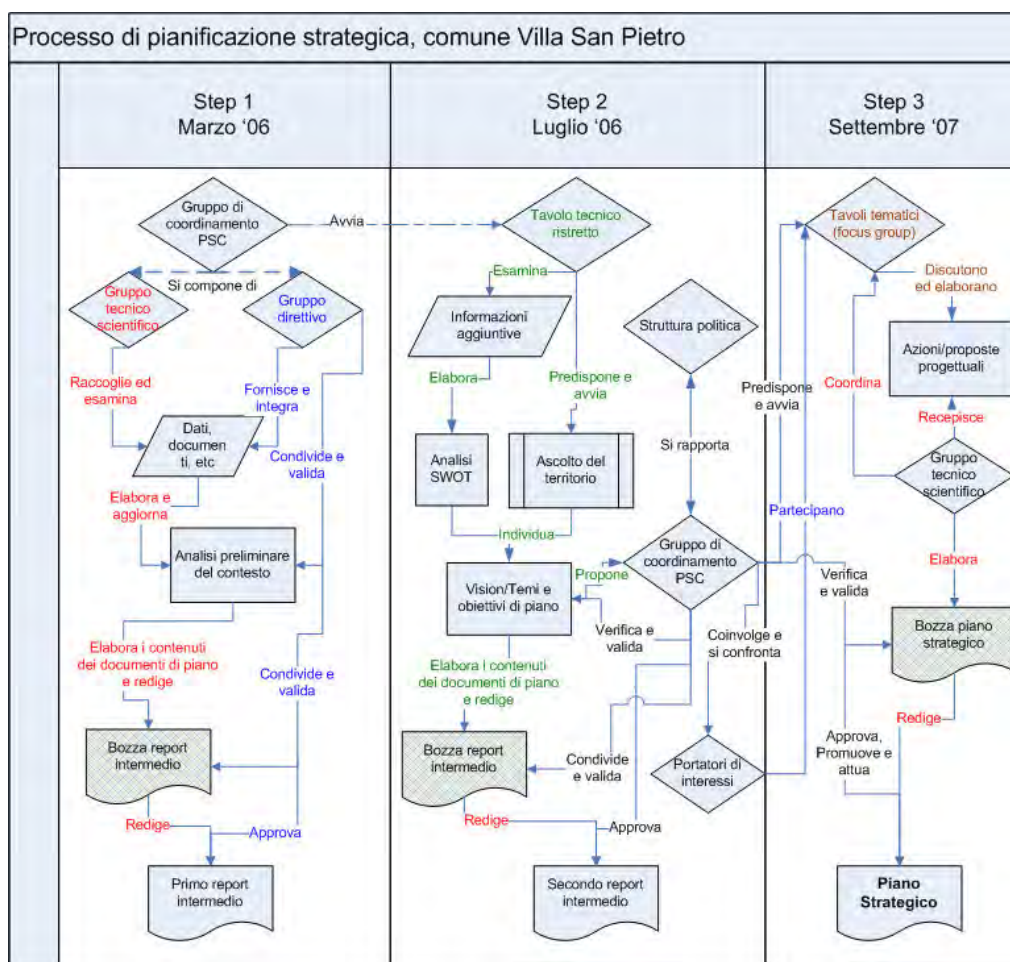 Processo di pianificazione strategica, comune Villa San Pietro
Step 1
Marzo ‘06
Step 2
Luglio ‘06
Step 3
Settembre ‘07
Gruppo di
coordinamento
PSC
Avvia
Si compone di
Gruppo
tecnico
scientifico
Gruppo
direttivo
Raccoglie ed
esamina
Fornisce e
integra
Dati,
documen
ti, etc
Condivide e
valida
Elabora e
aggiorna
Analisi preliminare
del contesto
Elabora i contenuti
dei documenti di piano
e redige
Condivide e
valida
Bozza report
intermedio
Redige
Approva
Primo report
intermedio
Tavolo tecnico
ristretto
Esamina
Informazioni
aggiuntive
Struttura politica
Elabora
Predispone e
avvia
Analisi
SWOT
Ascolto del
territorio
Si rapporta
Individua
Gruppo di
coordinamento
PSC
Propone
Vision/Temi e
obiettivi di piano
Verifica e
valida
Coinvolge e
si confronta
Elabora i contenuti
dei documenti di piano
e redige
Bozza report
intermedio
Condivide
e valida
Portatori di
interessi
Redige
Approva
Secondo report
intermedio
Tavoli tematici
(focus group)
Discutono
ed elaborano
Azioni/proposte
progettuali
Predispone
e avvia
Coordina
Recepisce
Gruppo
tecnico
scientifico
Partecipano
Elabora
Verifica
e valida
Bozza piano
strategico
Redige
Approva,
Promuove e
attua
Piano
Strategico